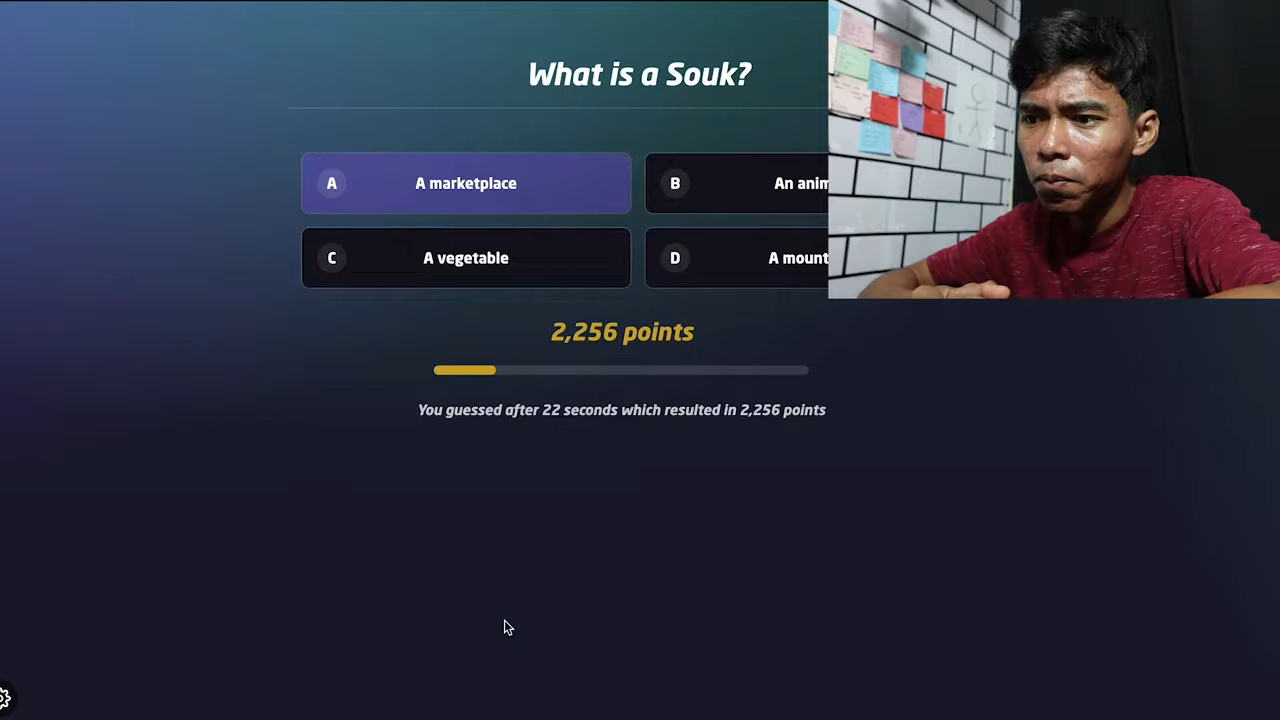 What is a Souk?
A A marketplace
B An
C A vegetable
D A
2,256 points
You guessed after 22 seconds which resulted in 2,256 points